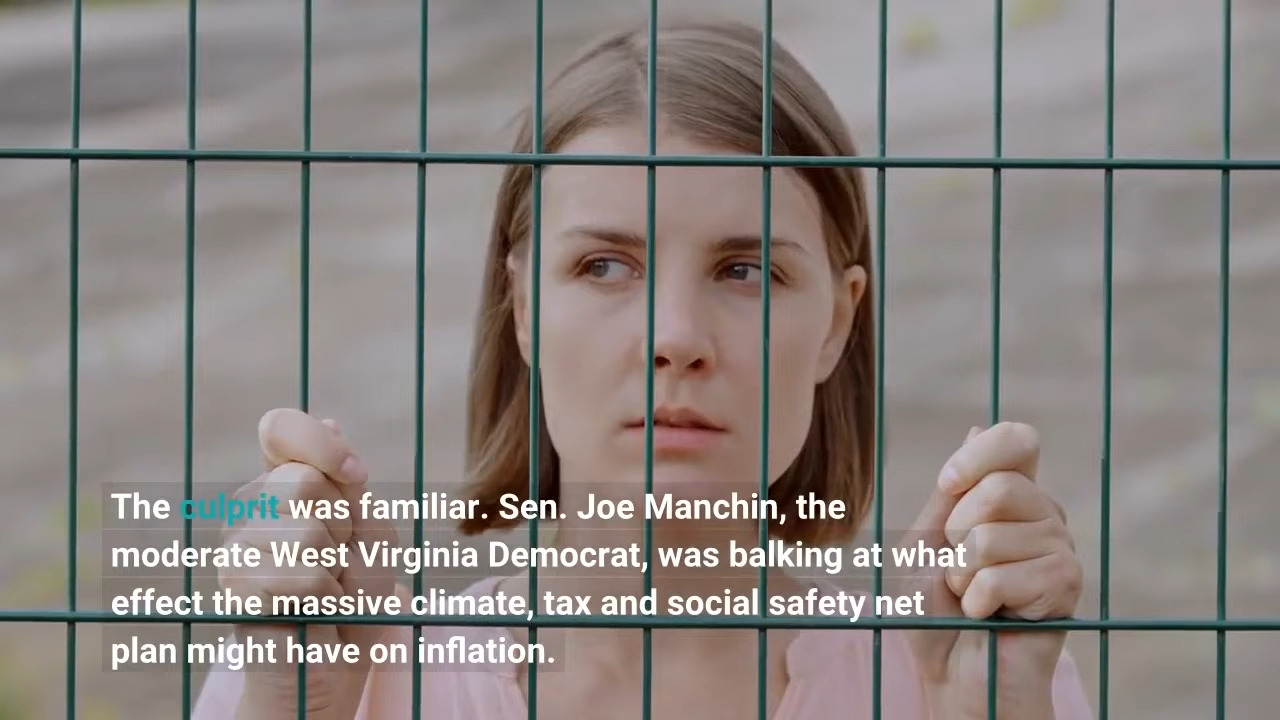 The culprit was familiar. Sen. Joe Manchin, the
moderate West Virginia Democrat, was balking at what
effect the massive climate, tax and social safety net
plan might have on inflation.